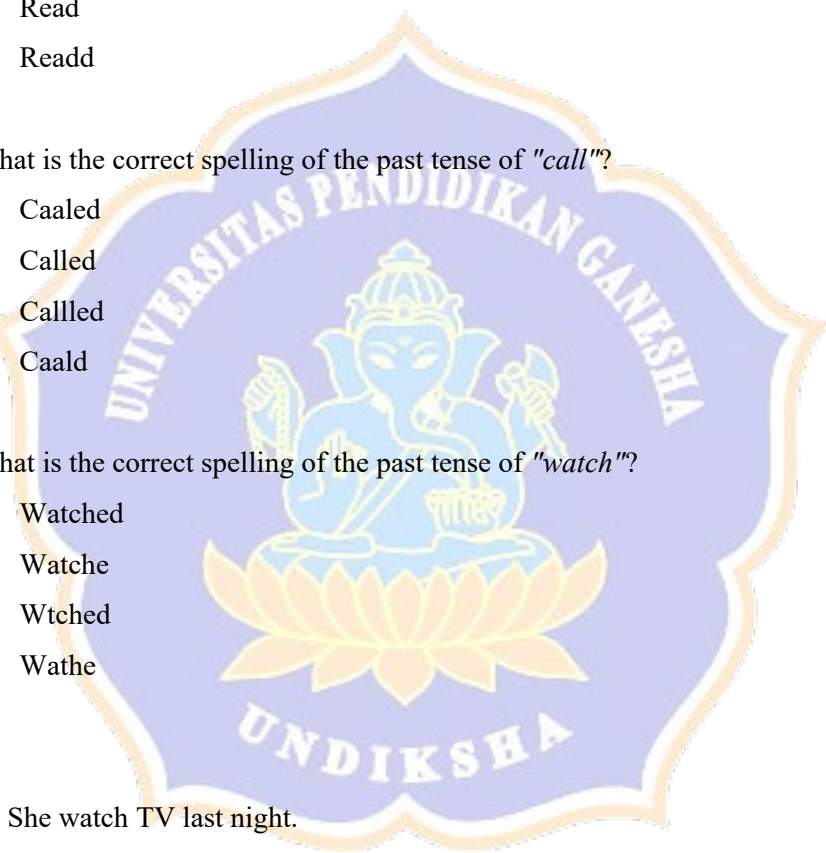 Read
Readd
hat is the correct spelling of the past tense of "call"?
Caaled
Called
Callled
Caald
hat is the correct spelling of the past tense of "watch"?
Watched
Watche
Wtched
Wathe
She watch TV last night.
UNIVERSITAS PENDIDIKAN GANESHA
UNDIKSHA